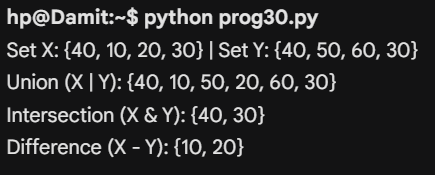 hp@Damit:~$ python prog30.py
Set X: {40, 10, 20, 30} | Set Y: {40, 50, 60, 30}
Union (X | Y): {40, 10, 50, 20, 60, 30}
Intersection (X & Y): {40, 30}
Difference (X - Y): {10, 20}